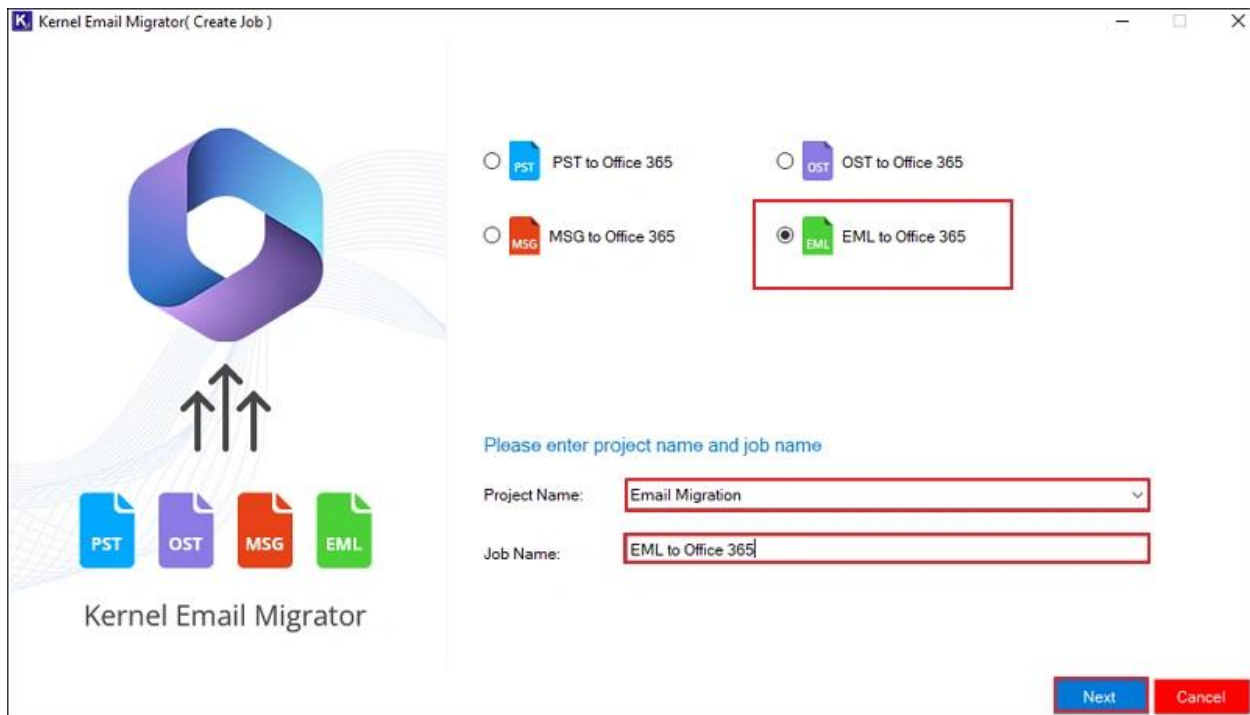 Kernel Email Migrator( Create Job )
PST PST to Office 365
OST OST to Office 365
MSG MSG to Office 365
EML EML to Office 365
Please enter project name and job name
Project Name: Email Migration
Job Name: EML to Office 365
PST OST MSG EML
Kernel Email Migrator
Next Cancel